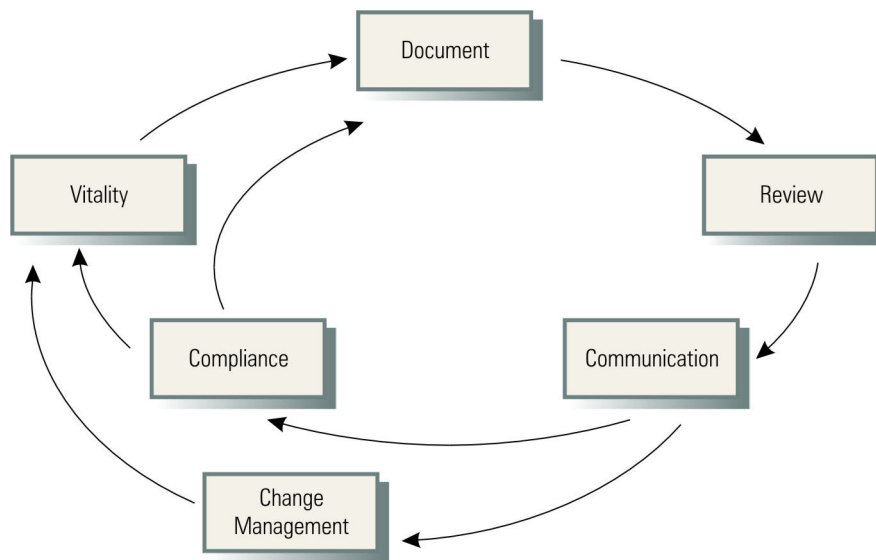 Document
Vitality
Review
Compliance
Communication
Change
Management